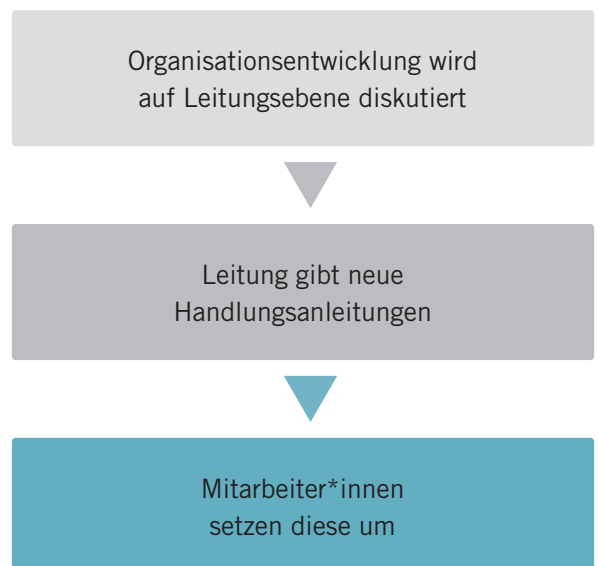 Organisationsentwicklung wird
auf Leitungsebene diskutiert
Leitung gibt neue
Handlungsanleitungen
Mitarbeiter*innen
setzen diese um